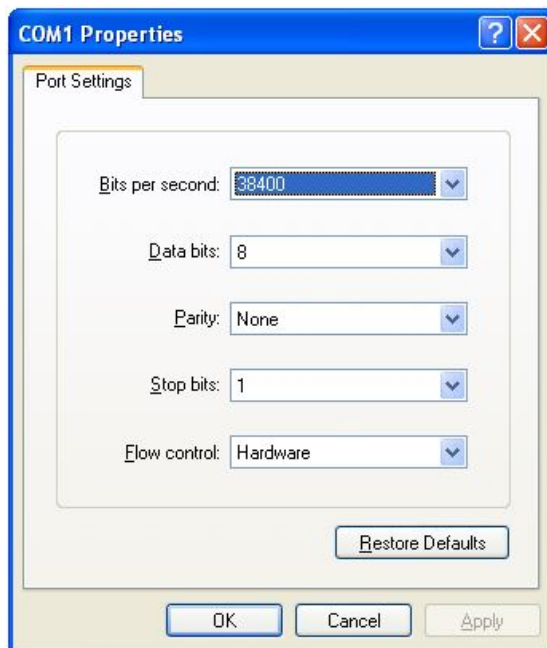 COM1 Properties
Port Settings
Bits per second: 38400
Data bits: 8
Parity: None
Stop bits: 1
Flow control: Hardware
Restore Defaults
OK Cancel Apply